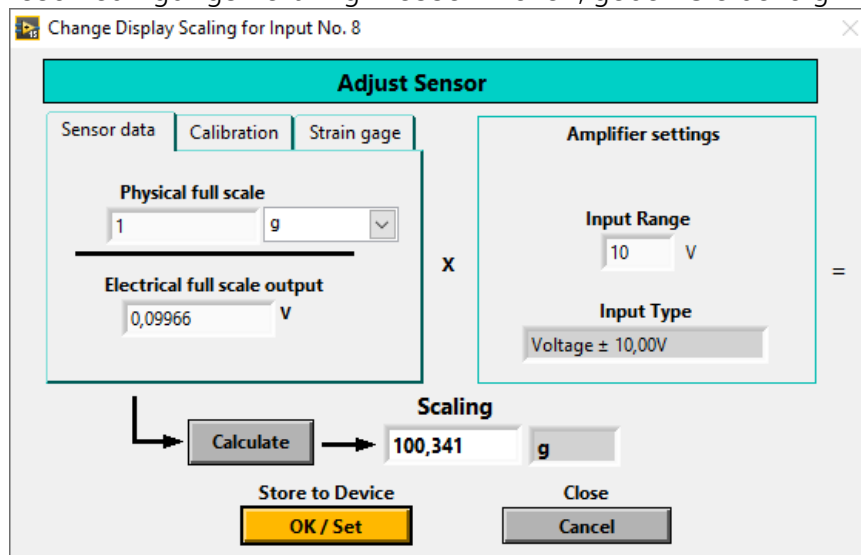 Change Display Scaling for Input No. 8
Adjust Sensor
Sensor data
Calibration
Strain gage
Physical full scale
1
g
Electrical full scale output
0,09966
V
X
Amplifier settings
Input Range
10
V
Input Type
Voltage ± 10,00V
=
Calculate
Scaling
100,341
g
Store to Device
OK / Set
Close
Cancel